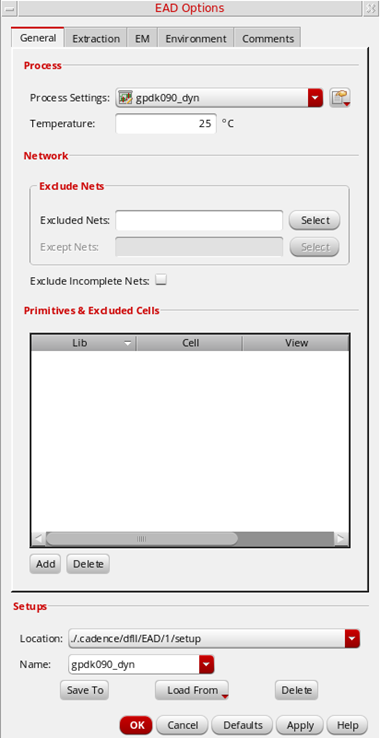 EAD Options
General Extraction EM Environment Comments
Process
Process Settings: gpdk090_dyn
Temperature: 25 °C
Network
Exclude Nets
Excluded Nets: Select
Except Nets: Select
Exclude Incomplete Nets:
Primitives & Excluded Cells
Lib Cell View
Add Delete
Setups
Location: ./.cadence/dfII/EAD/1/setup
Name: gpdk090_dyn
Save To Load From Delete
OK Cancel Defaults Apply Help